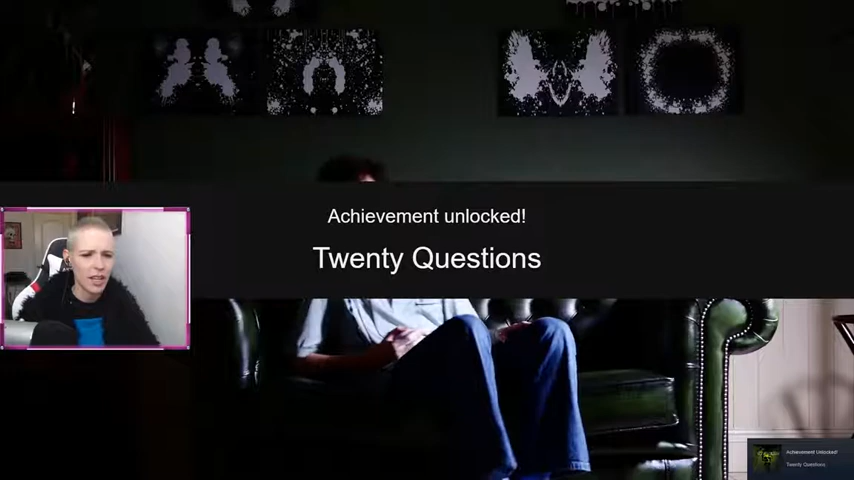 Achievement unlocked!
Twenty Questions
Achievement Unlocked!
Twenty Questions